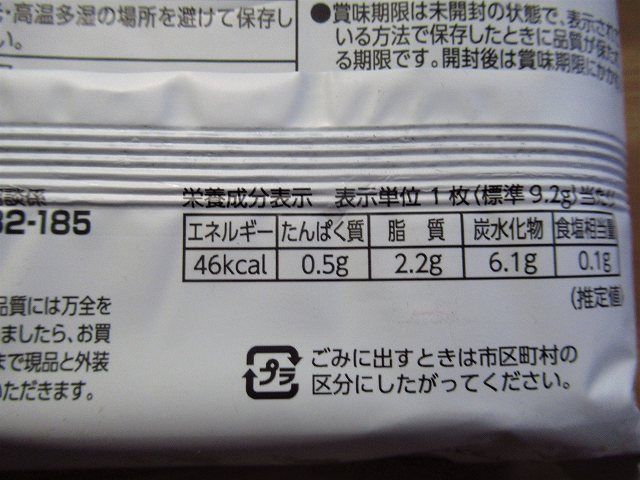 ・高温多湿の場所を避けて保存し
い。
●賞味期限は未開封の状態で、表示され
いる方法で保存したときに品質が保た
る期限です。開封後は賞味期限にかか
談係
32-185
栄養成分表示 表示単位1枚(標準9.2g)当たり
エネルギー たんぱく質 脂質 炭水化物 食塩相当量
46kcal 0.5g 2.2g 6.1g 0.1g
(推定値)
品質には万全を
ましたら、お買
まで現品と外装
いただきます。
プラ
ごみに出すときは市区町村の
区分にしたがってください。